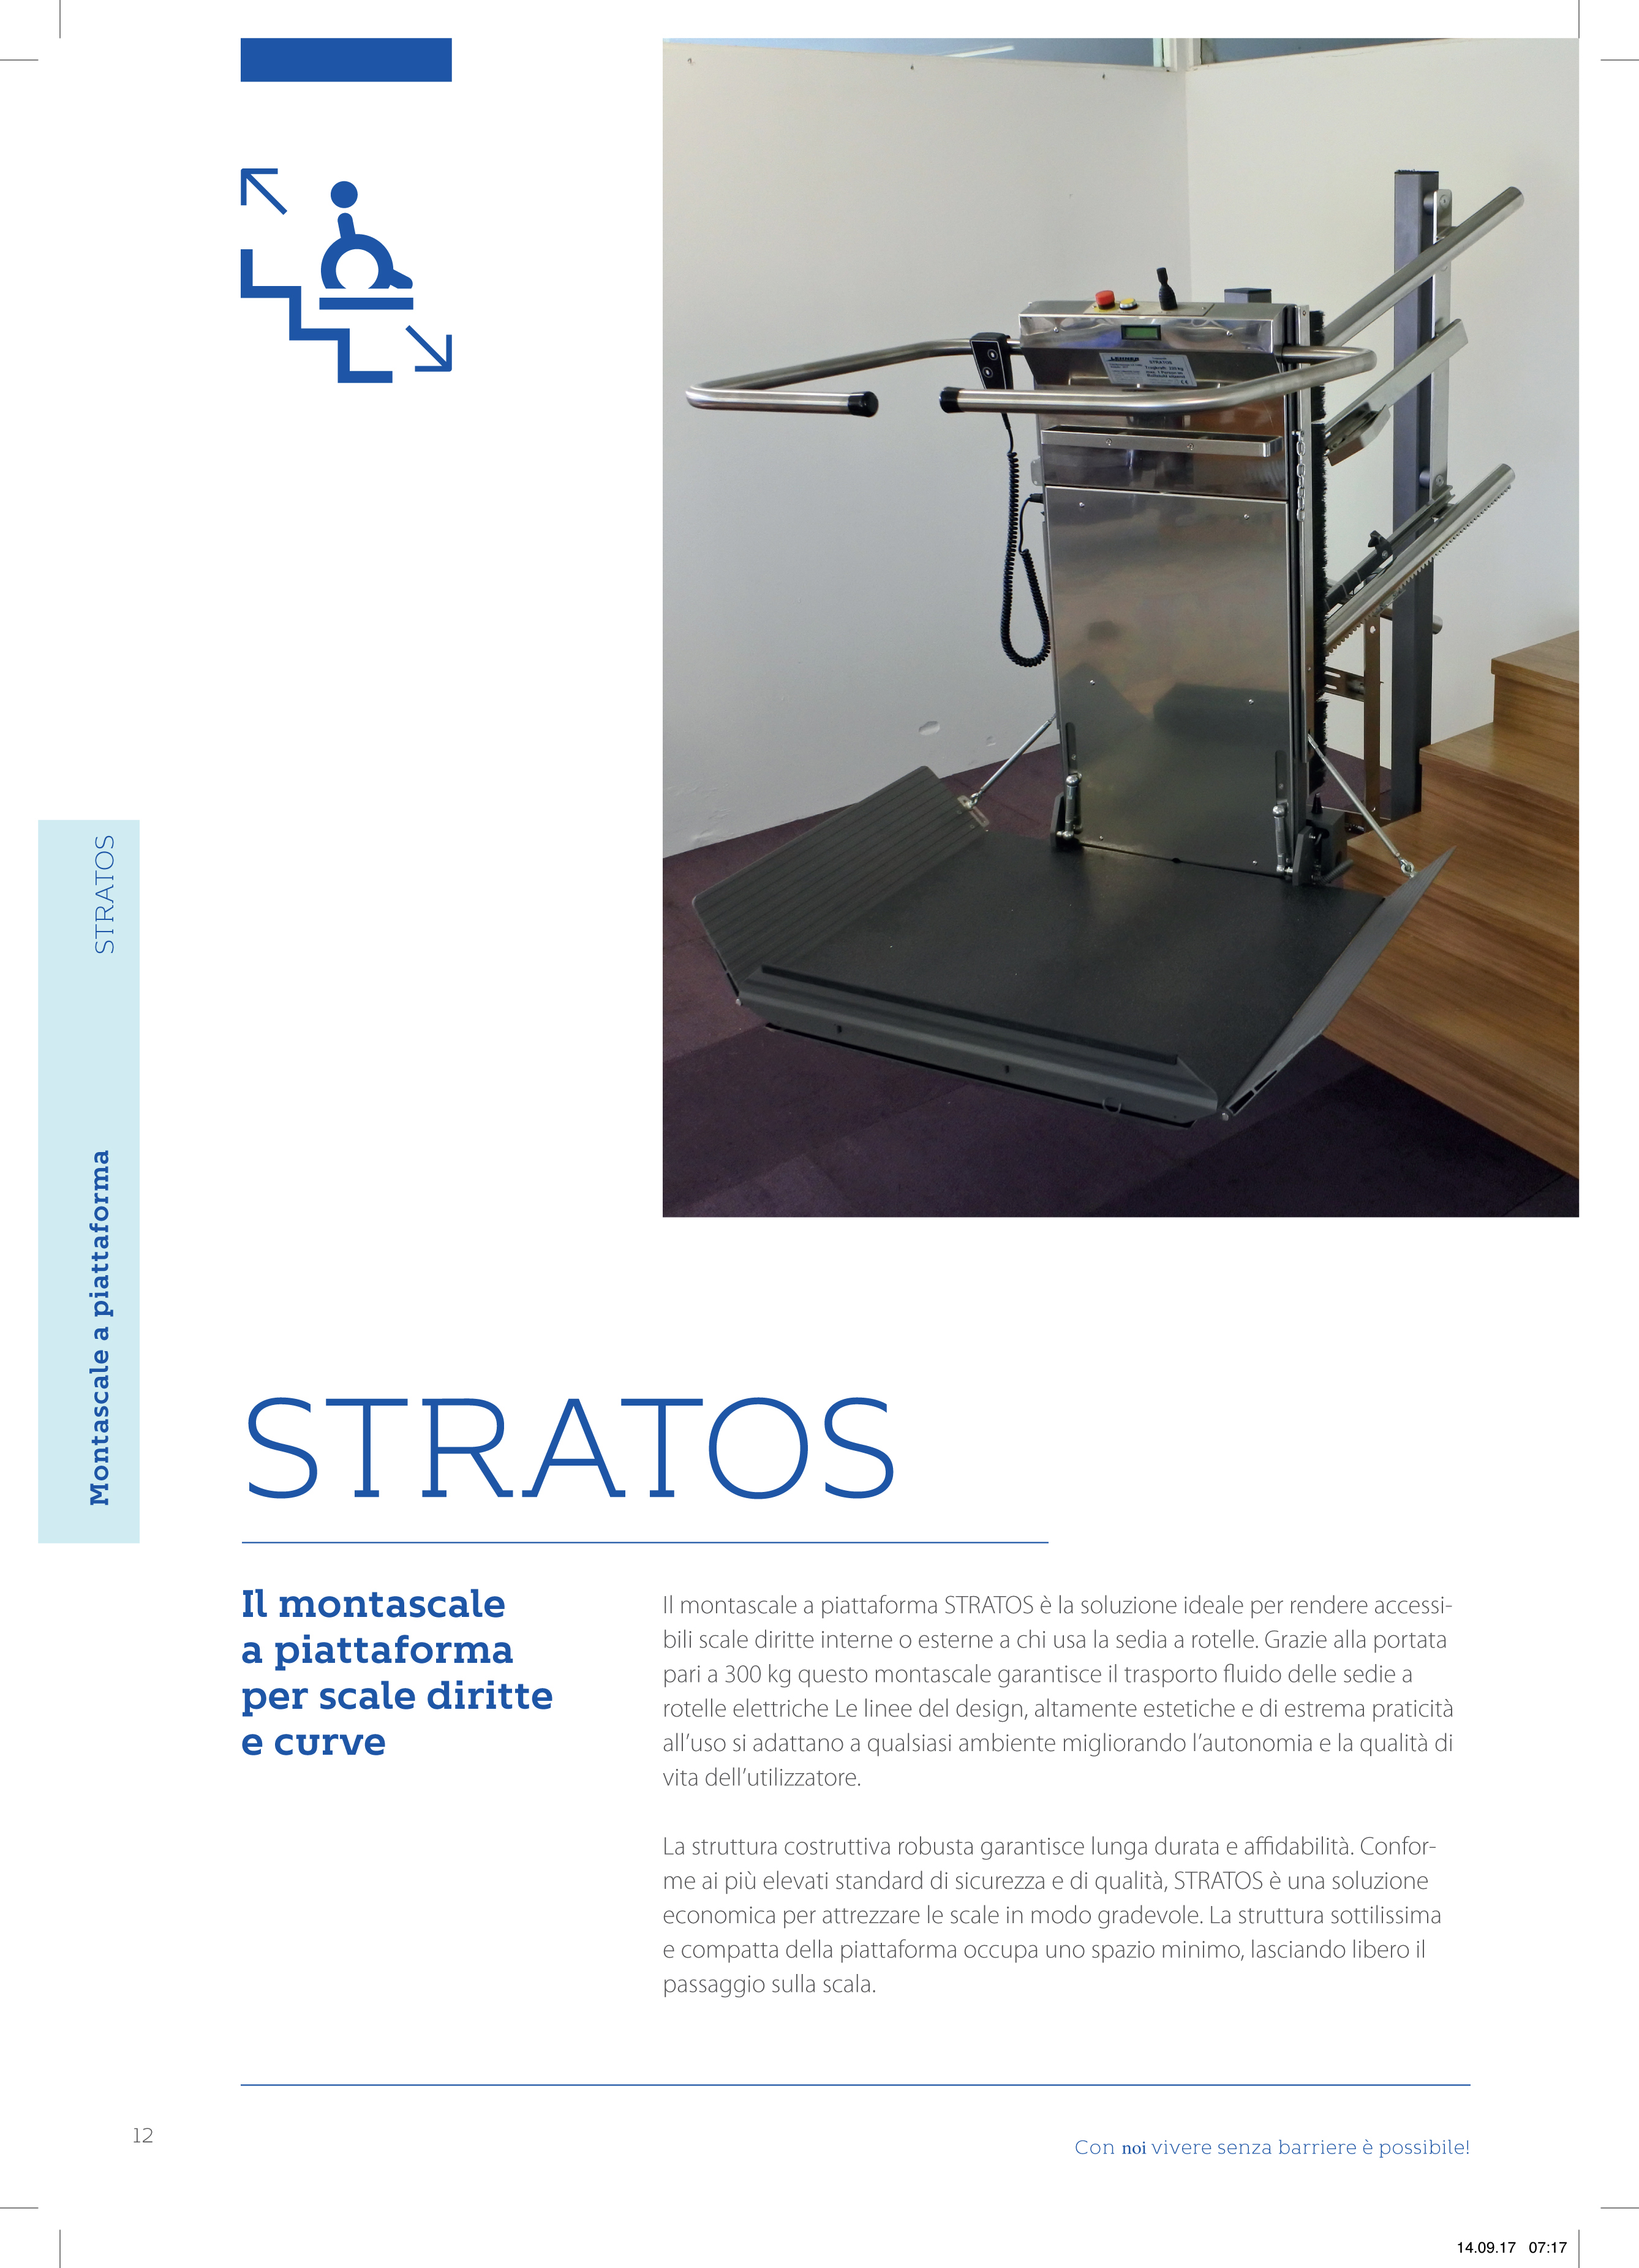 STRATOS
Montascale a piattaforma
LEHNER
STRATOS
STRATOS
Il montascale
a piattaforma
per scale diritte
e curve
Il montascale a piattaforma STRATOS è la soluzione ideale per rendere accessi-
bili scale diritte interne o esterne a chi usa la sedia a rotelle. Grazie alla portata
pari a 300 kg questo montascale garantisce il trasporto fluido delle sedie a
rotelle elettriche Le linee del design, altamente estetiche e di estrema praticità
all’uso si adattano a qualsiasi ambiente migliorando l’autonomia e la qualità di
vita dell’utilizzatore.
La struttura costruttiva robusta garantisce lunga durata e affidabilità. Confor-
me ai più elevati standard di sicurezza e di qualità, STRATOS è una soluzione
economica per attrezzare le scale in modo gradevole. La struttura sottilissima
e compatta della piattaforma occupa uno spazio minimo, lasciando libero il
passaggio sulla scala.
12
Con noi vivere senza barriere è possibile!
14.09.17 07:17